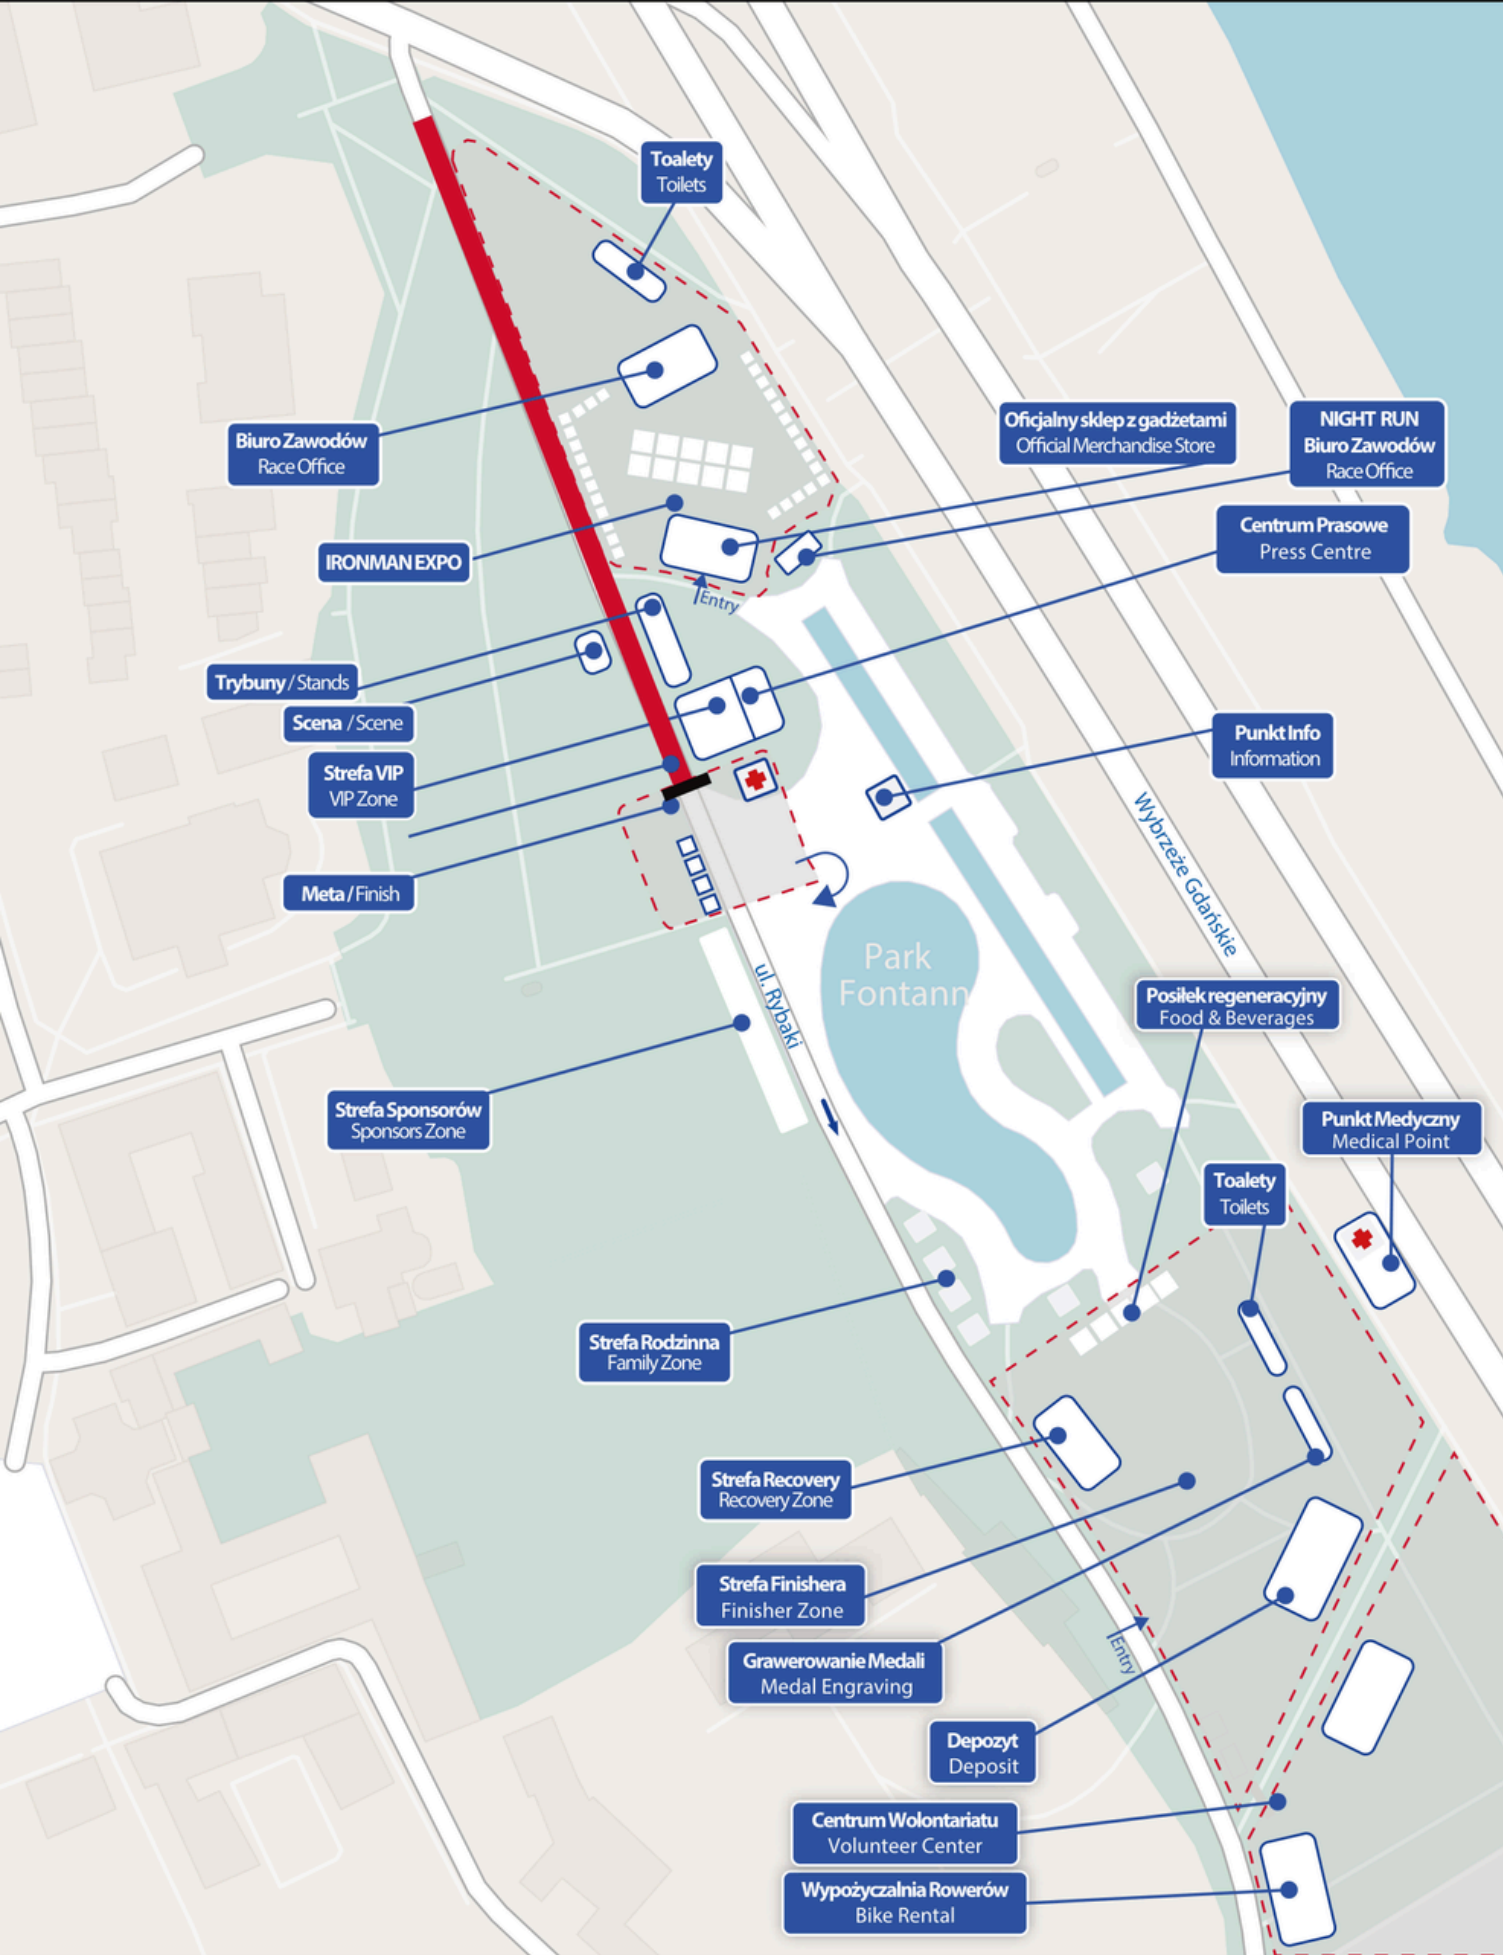 Toalety
Toilets
Oficjalny sklep z gadżetami
Official Merchandise Store
NIGHT RUN
Biuro Zawodów
Race Office
Biuro Zawodów
Race Office
Centrum Prasowe
Press Centre
IRONMAN EXPO
Entry
Trybuny / Stands
Scena / Scene
Strefa VIP
VIP Zone
Punkt Info
Information
Meta / Finish
Wybrzeże Gdańskie
Park
Fontann
ul. Rybaki
Posiłek regeneracyjny
Food & Beverages
Strefa Sponsorów
Sponsors Zone
Punkt Medyczny
Medical Point
Toalety
Toilets
Strefa Rodzinna
Family Zone
Strefa Recovery
Recovery Zone
Strefa Finishera
Finisher Zone
Entry
Grawerowanie Medali
Medal Engraving
Depozyt
Deposit
Centrum Wolontariatu
Volunteer Center
Wypożyczalnia Rowerów
Bike Rental